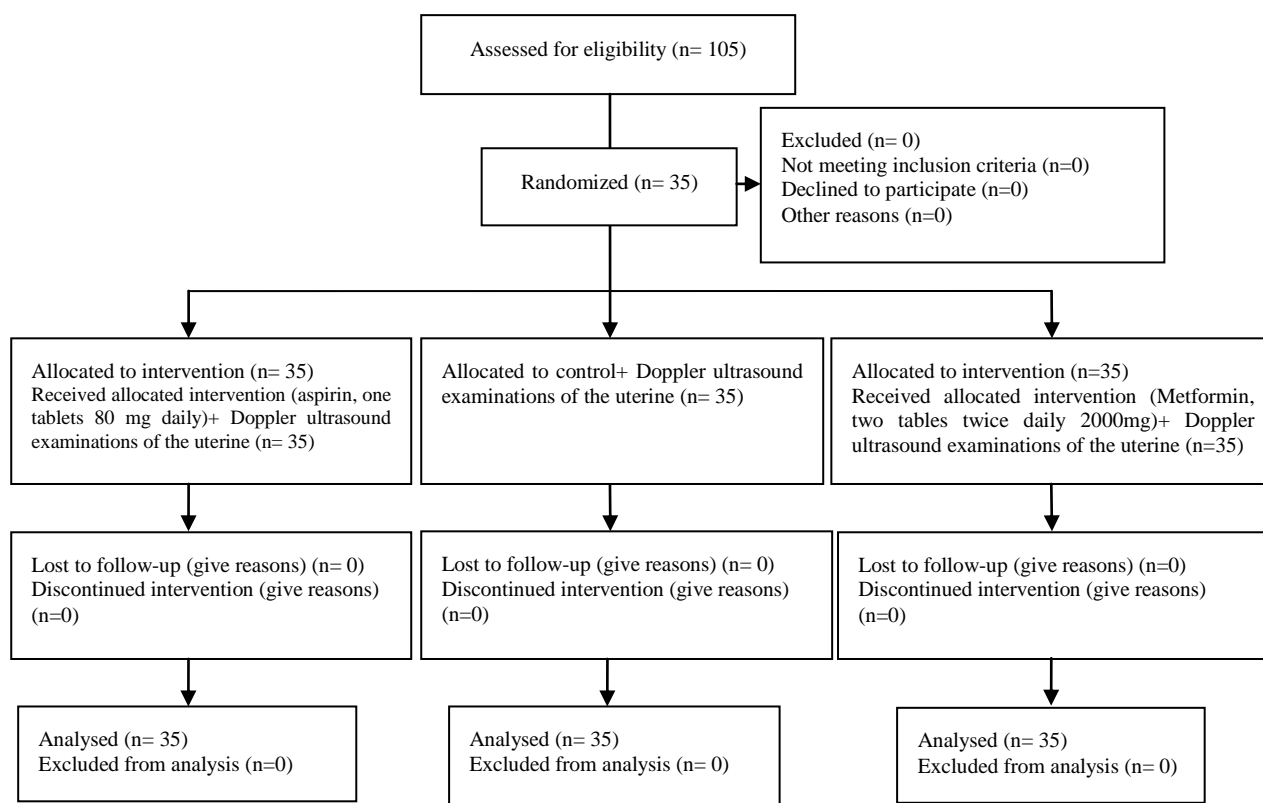 Assessed for eligibility (n= 105)
Excluded (n= 0)
Not meeting inclusion criteria (n=0)
Declined to participate (n=0)
Other reasons (n=0)
Randomized (n= 35)
Allocated to intervention (n= 35)
Received allocated intervention (aspirin, one
tablets 80 mg daily)+ Doppler ultrasound
examinations of the uterine (n= 35)
Allocated to control+ Doppler ultrasound
examinations of the uterine (n= 35)
Allocated to intervention (n=35)
Received allocated intervention (Metformin,
two tables twice daily 2000mg)+ Doppler
ultrasound examinations of the uterine (n=35)
Lost to follow-up (give reasons) (n= 0)
Discontinued intervention (give reasons)
(n=0)
Lost to follow-up (give reasons) (n= 0)
Discontinued intervention (give reasons)
(n=0)
Lost to follow-up (give reasons) (n=0)
Discontinued intervention (give reasons)
(n=0)
Analysed (n= 35)
Excluded from analysis (n=0)
Analysed (n= 35)
Excluded from analysis (n= 0)
Analysed (n= 35)
Excluded from analysis (n= 0)